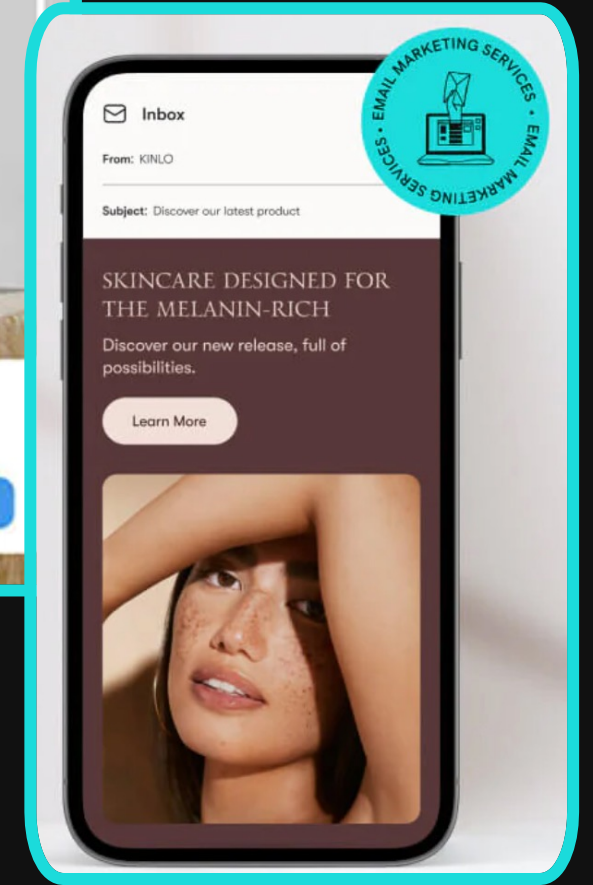 EMAIL MARKETING SERVICES • EMAIL MARKETING SERVICES •
Inbox
From: KINLO
Subject: Discover our latest product
SKINCARE DESIGNED FOR
THE MELANIN-RICH
Discover our new release, full of
possibilities.
Learn More